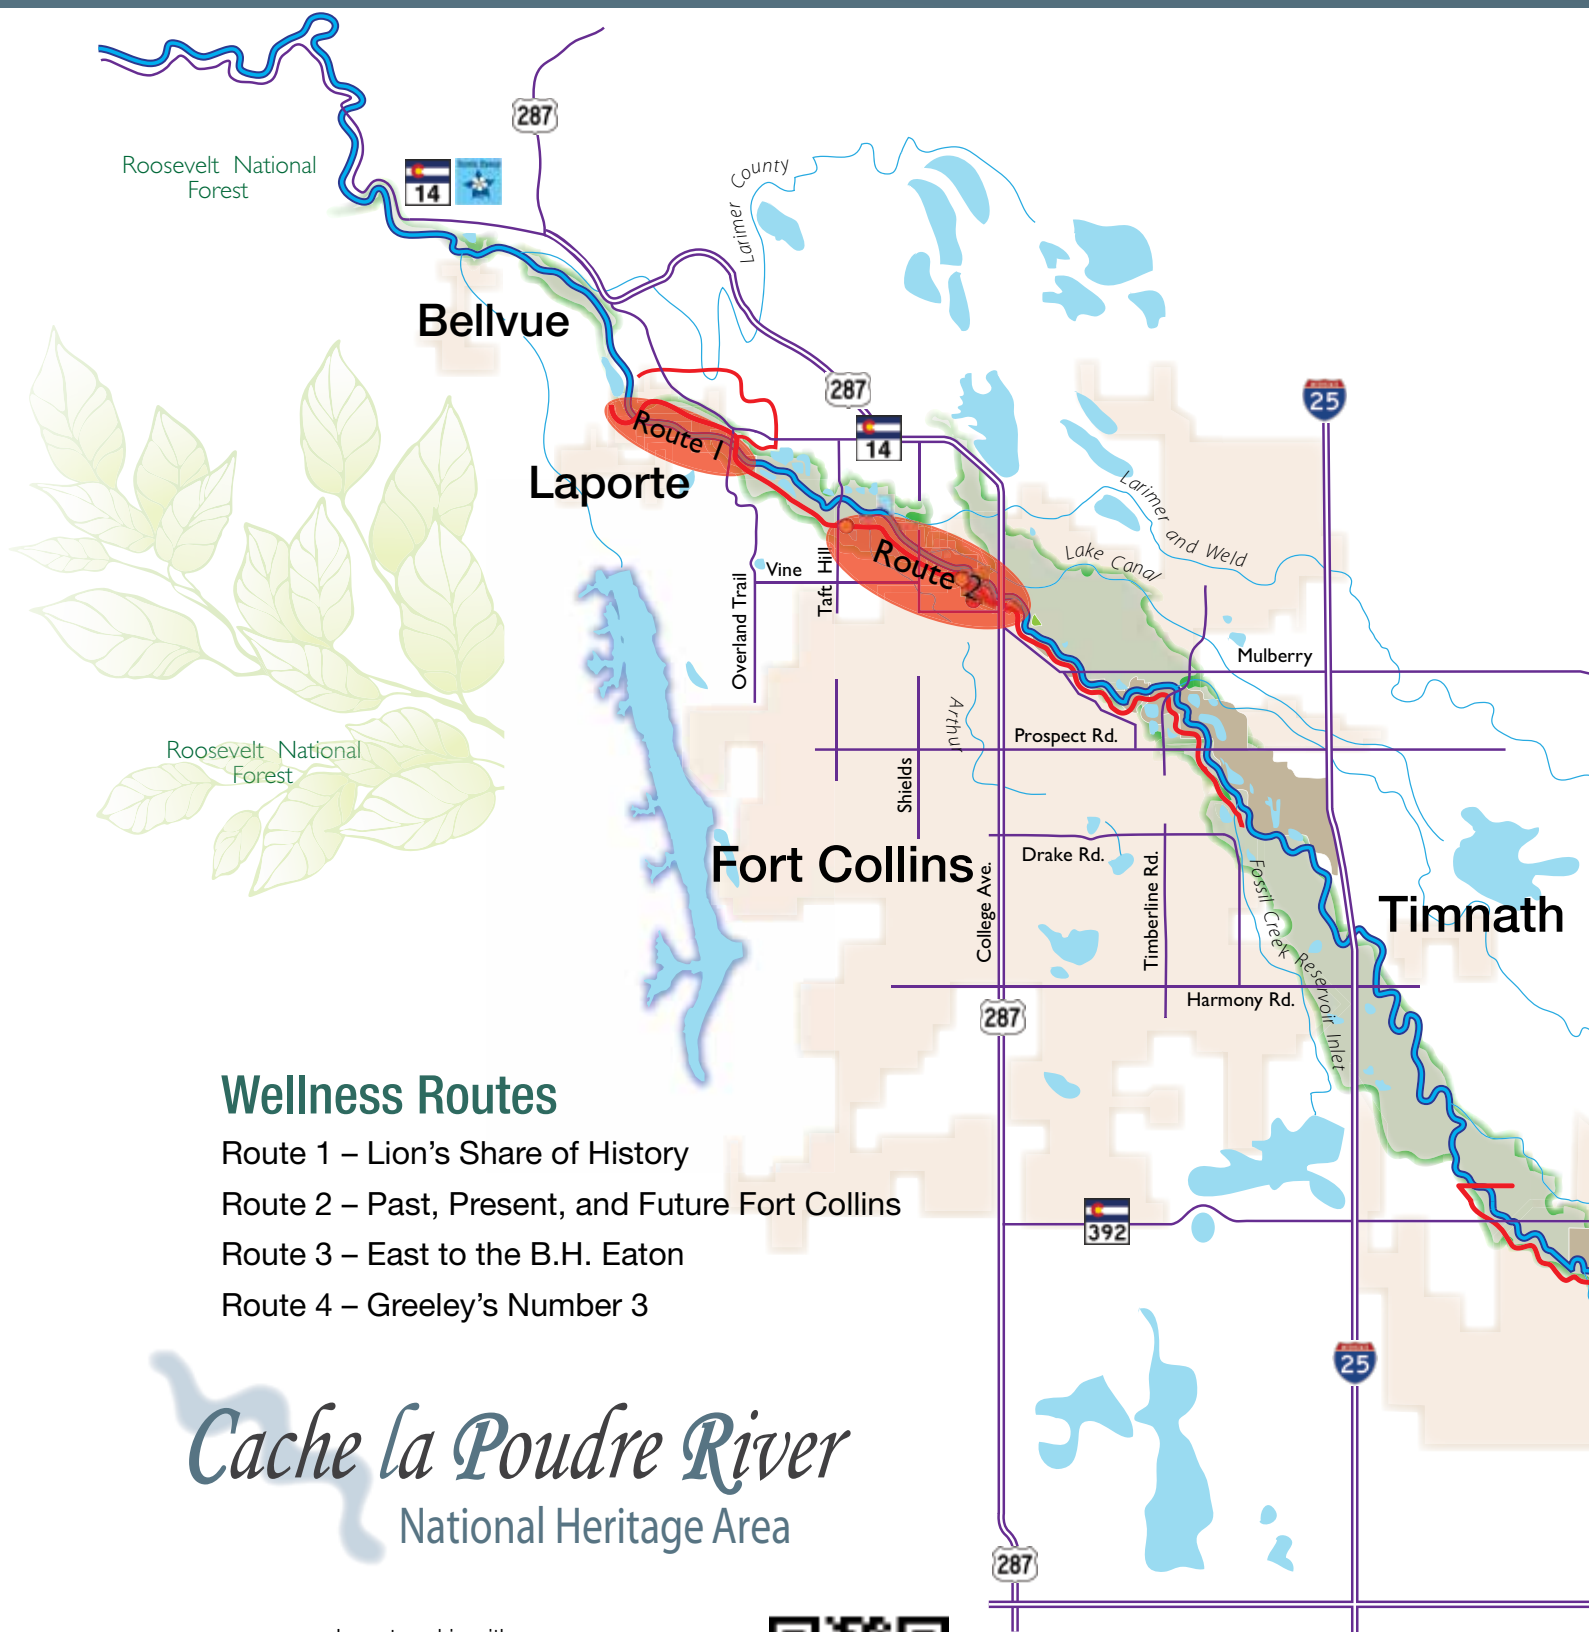 287
Roosevelt National
Forest
14
Larimer County
Bellvue
287
25
14
Route 1
Laporte
Larimer and Weld
Lake Canal
Route 2
Vine
Taft Hill
Overland Trail
Mulberry
Arthur
Prospect Rd.
Roosevelt National
Forest
Shields
Fort Collins
Drake Rd.
College Ave.
Timberline Rd.
Fossil Creek Reservoir Inlet
Timnath
Harmony Rd.
287
Wellness Routes
Route 1 – Lion's Share of History
Route 2 – Past, Present, and Future Fort Collins
Route 3 – East to the B.H. Eaton
Route 4 – Greeley's Number 3
392
25
Cache la Poudre River
National Heritage Area
287